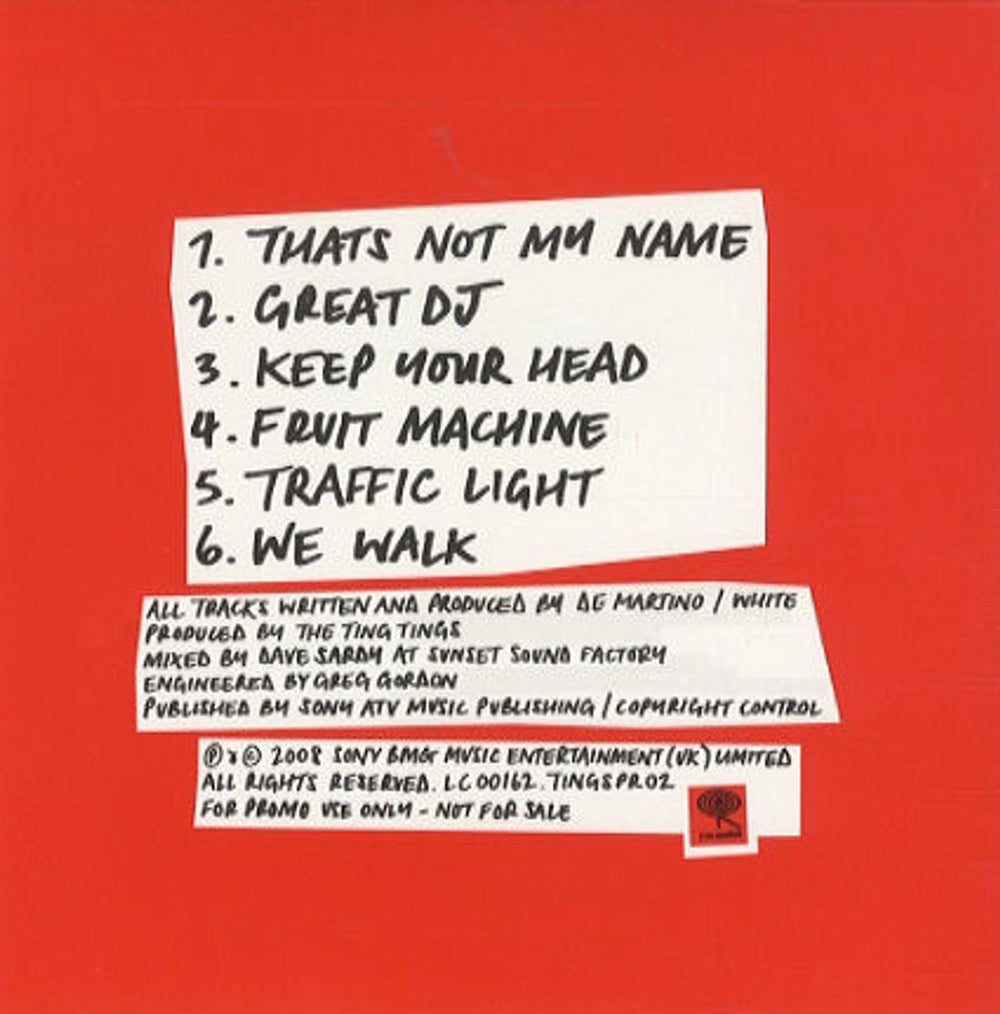 1. THATS NOT MY NAME
2. GREAT DJ
3. KEEP YOUR HEAD
4. FRUIT MACHINE
5. TRAFFIC LIGHT
6. WE WALK
ALL TRACKS WRITTEN AND PRODUCED BY DE MARTINO / WHITE
PRODUCED BY THE TING TINGS
MIXED BY DAVE SARDY AT SUNSET SOUND FACTORY
ENGINEERED BY GREG GORDON
PUBLISHED BY SONY ATV MUSIC PUBLISHING / COPYRIGHT CONTROL
℗ & © 2008 SONY BMG MUSIC ENTERTAINMENT (UK) LIMITED
ALL RIGHTS RESERVED. LC00162. TINGSPR02
FOR PROMO USE ONLY - NOT FOR SALE